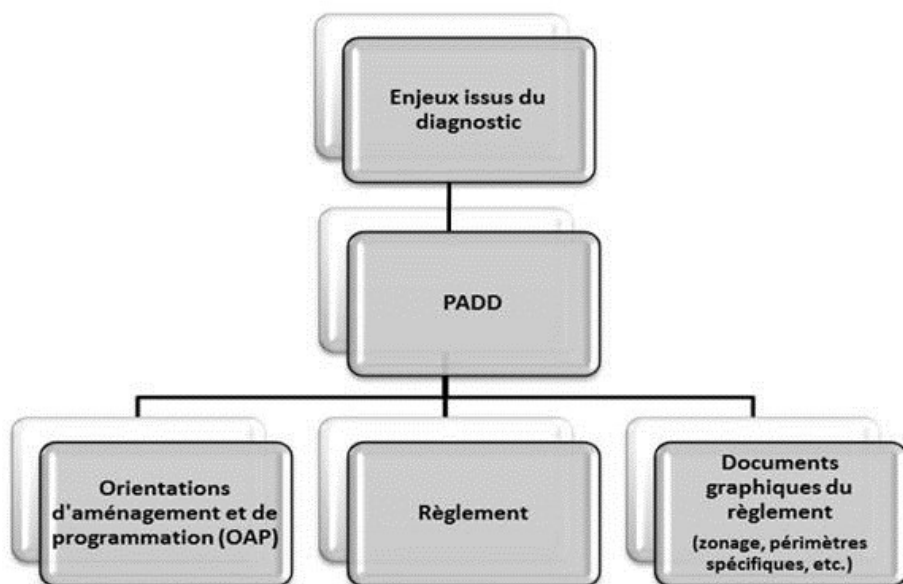 Enjeux issus du
diagnostic
PADD
Orientations
d'aménagement et de
programmation (OAP)
Règlement
Documents
graphiques du
règlement
(zonage, périmètres
spécifiques, etc.)